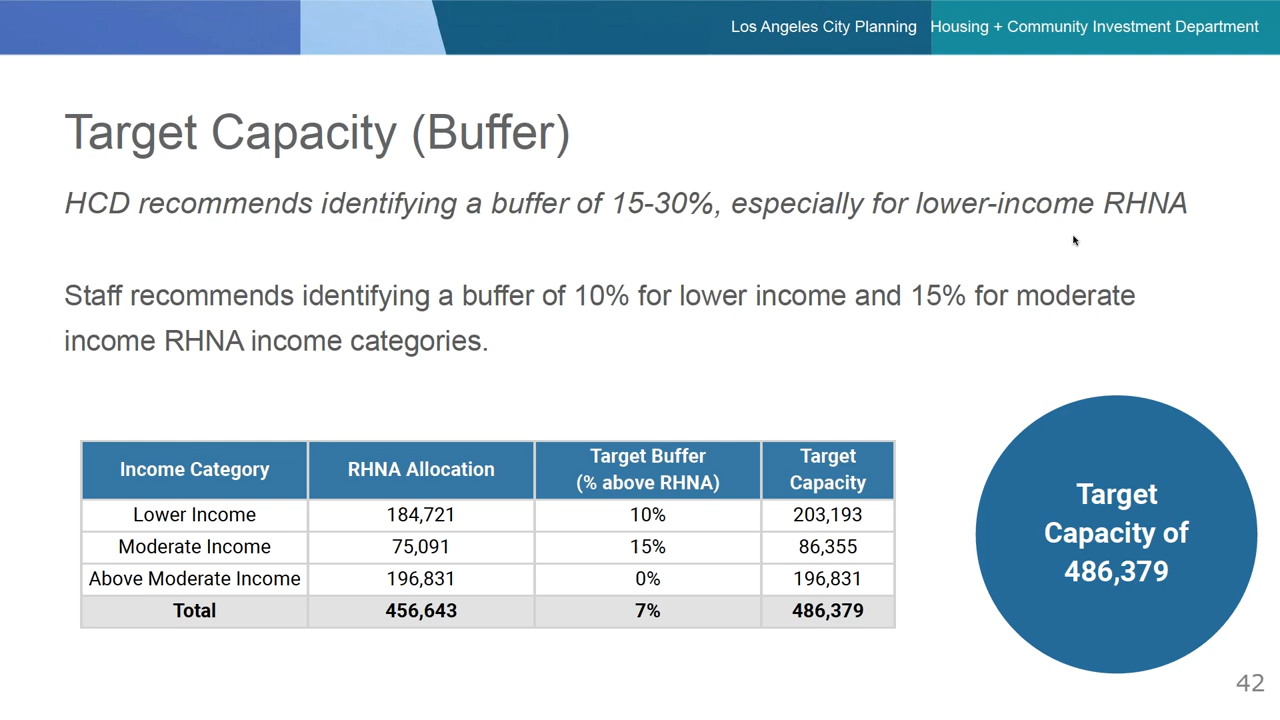 Los Angeles City Planning Housing + Community Investment Department
Target Capacity (Buffer)
HCD recommends identifying a buffer of 15-30%, especially for lower-income RHNA
Staff recommends identifying a buffer of 10% for lower income and 15% for moderate
income RHNA income categories.
Income Category RHNA Allocation Target Buffer (% above RHNA) Target Capacity
Lower Income 184,721 10% 203,193
Moderate Income 75,091 15% 86,355
Above Moderate Income 196,831 0% 196,831
Total 456,643 7% 486,379
Target
Capacity of
486,379
42